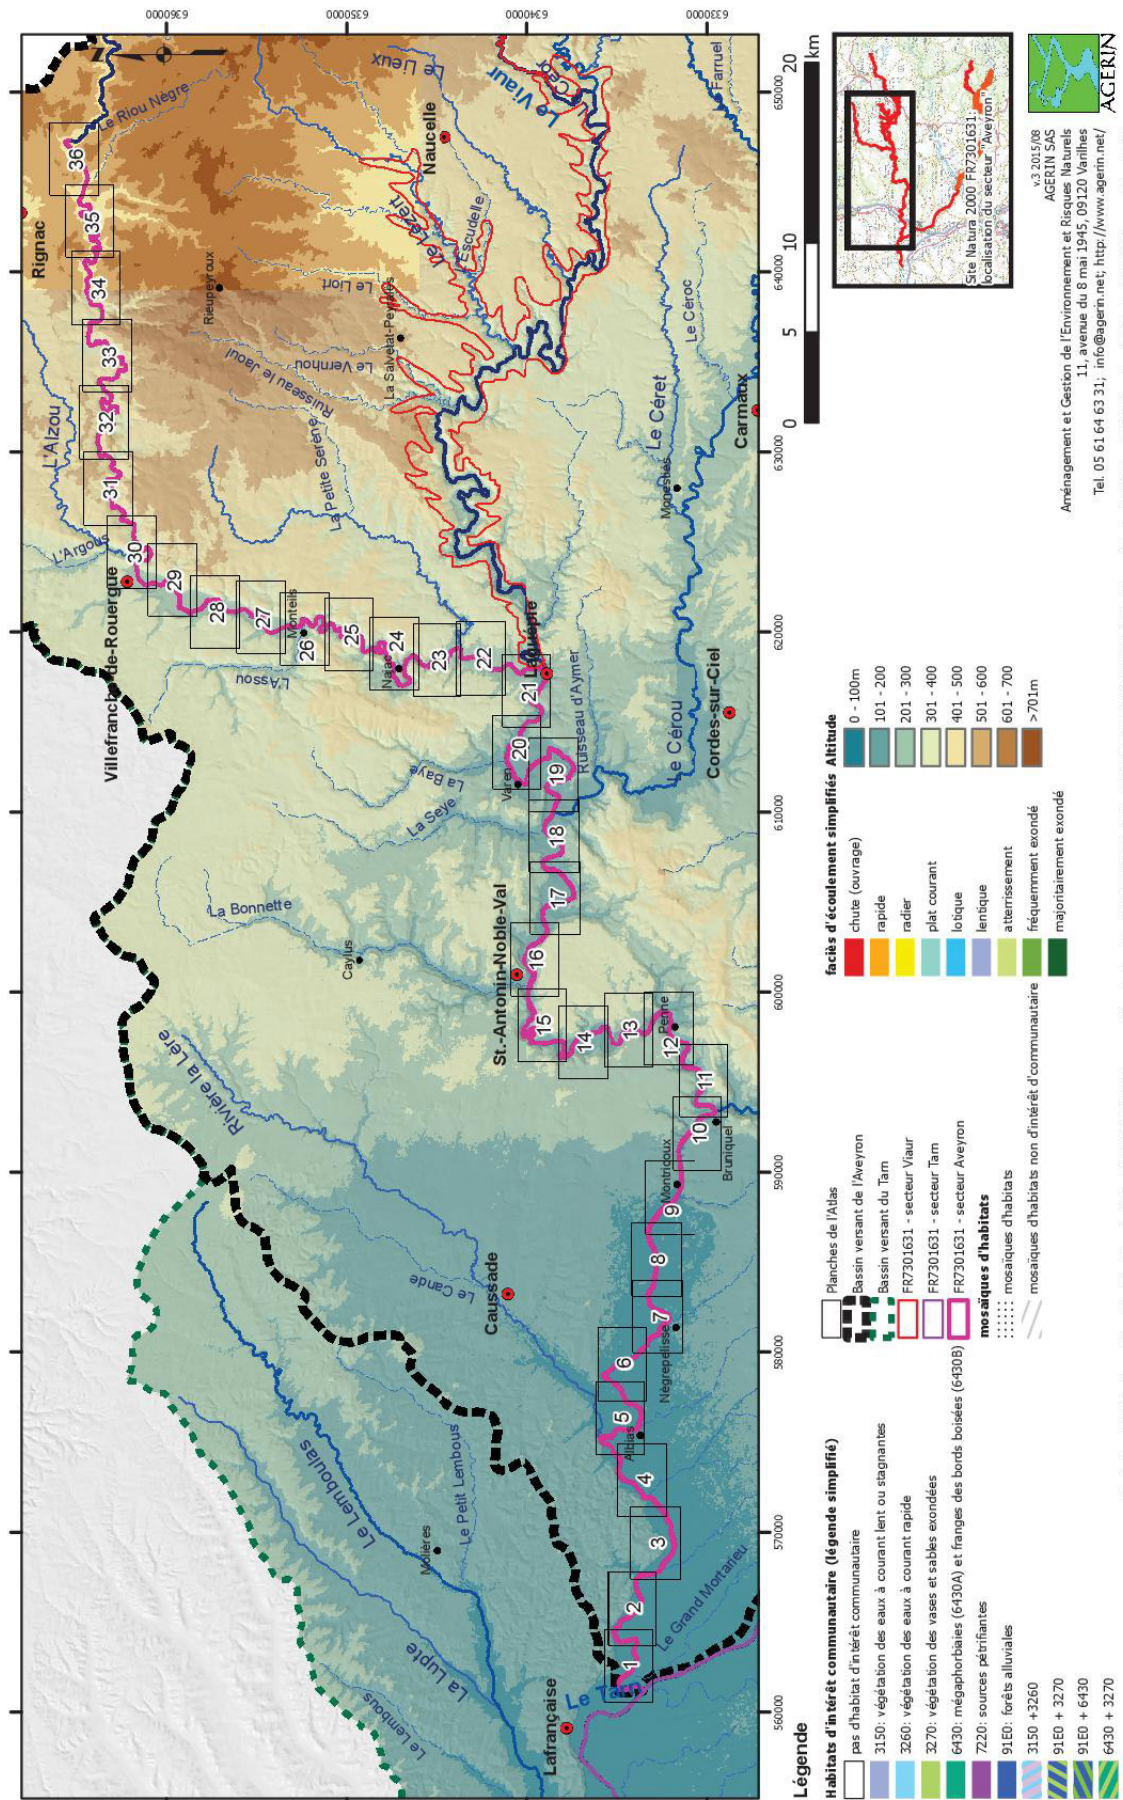 6360000
6350000
6340000
6330000
560000
570000
580000
590000
600000
610000
620000
630000
640000
650000
N
Rignac
Le Riou Nègre
Le Lieux
Le Viaur
Le Céror
Farruel
Naucelle
Le Lézert
L'Escudelle
Le Liort
Rieupeyroux
La Salvetat-Peyralès
Le Vernhou
Ruisseau le Jaoul
La Petite Serène
L'Alzou
L'Argous
Villefranche-de-Rouergue
L'Assou
Monteils
Najac
Laguépie
Ruisseau d'Aymer
Le Céroc
Le Céret
Monestiés
Carmaux
Le Cérou
Cordes-sur-Ciel
Varen
La Baye
La Seye
La Bonnette
Caylus
St.-Antonin-Noble-Val
Penne
Bruniquel
Montricoux
Rivière la Lère
Le Cande
Caussade
Nègrepelisse
Albias
Le Lemboulas
Le Petit Lembous
Molières
La Lupte
Le Lembous
Le Grand Mortarieu
Le Tarn
Lafrançaise
1
2
3
4
5
6
7
8
9
10
11
12
13
14
15
16
17
18
19
20
21
22
23
24
25
26
27
28
29
30
31
32
33
34
35
36
0
5
10
20
km
Légende
Habitats d'intérêt communautaire (légende simplifié)
pas d'habitat d'intérêt communautaire
3150: végétation des eaux à courant lent ou stagnantes
3260: végétation des eaux à courant rapide
3270: végétation des vases et sables exondées
6430: mégaphorbiaies (6430A) et franges des bords boisées (6430B)
7220: sources pétrifiantes
91E0: forêts alluviales
3150 +3260
91E0 + 3270
91E0 + 6430
6430 + 3270
Planches de l'Atlas
Bassin versant de l'Aveyron
Bassin versant du Tarn
FR7301631 - secteur Viaur
FR7301631 - secteur Tarn
FR7301631 - secteur Aveyron
mosaïques d'habitats
mosaïques d'habitats
mosaïques d'habitats non d'intérêt d'communautaire
faciès d'écoulement simplifiés
chute (ouvrage)
rapide
radier
plat courant
lotique
lentique
atterrissement
fréquemment exondé
majoritairement exondé
Altitude
0 - 100m
101 - 200
201 - 300
301 - 400
401 - 500
501 - 600
601 - 700
>701m
Site Natura 2000 FR7301631:
localisation du secteur "Aveyron"
v.3 2015/08
AGERIN SAS
Aménagement et Gestion de l'Environnement et Risques Naturels
11, avenue du 8 mai 1945, 09120 Varilhes
Tel. 05 61 64 63 31; info@agerin.net; http://www.agerin.net/
AGERIN